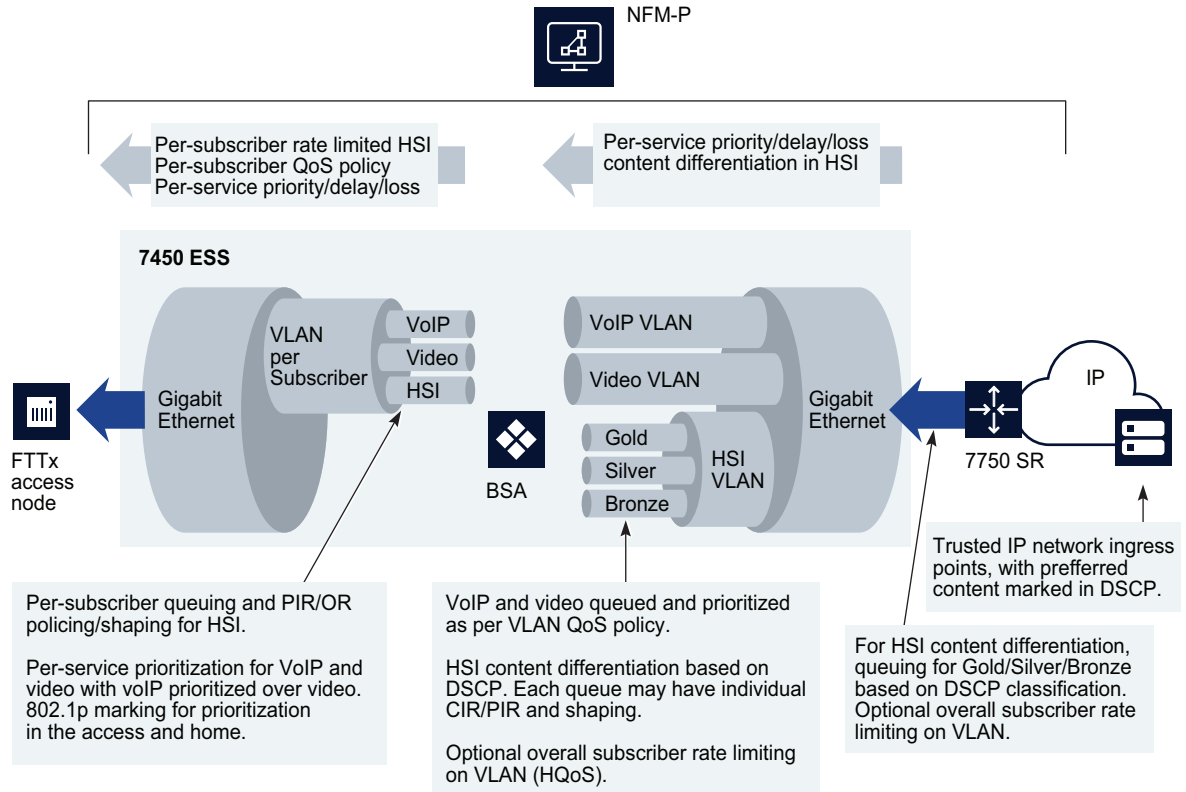 NFM-P
Per-subscriber rate limited HSI
Per-subscriber QoS policy
Per-service priority/delay/loss
Per-service priority/delay/loss
content differentiation in HSI
7450 ESS
Gigabit
Ethernet
VLAN
per
Subscriber
VoIP
Video
HSI
BSA
VoIP VLAN
Video VLAN
Gold
Silver
Bronze
HSI
VLAN
Gigabit
Ethernet
IP
7750 SR
FTTx
access
node
Trusted IP network ingress
points, with preferred
content marked in DSCP.
Per-subscriber queuing and PIR/OR
policing/shaping for HSI.
Per-service prioritization for VoIP and
video with voIP prioritized over video.
802.1p marking for prioritization
in the access and home.
VoIP and video queued and prioritized
as per VLAN QoS policy.
HSI content differentiation based on
DSCP. Each queue may have individual
CIR/PIR and shaping.
Optional overall subscriber rate limiting
on VLAN (HQoS).
For HSI content differentiation,
queuing for Gold/Silver/Bronze
based on DSCP classification.
Optional overall subscriber rate
limiting on VLAN.